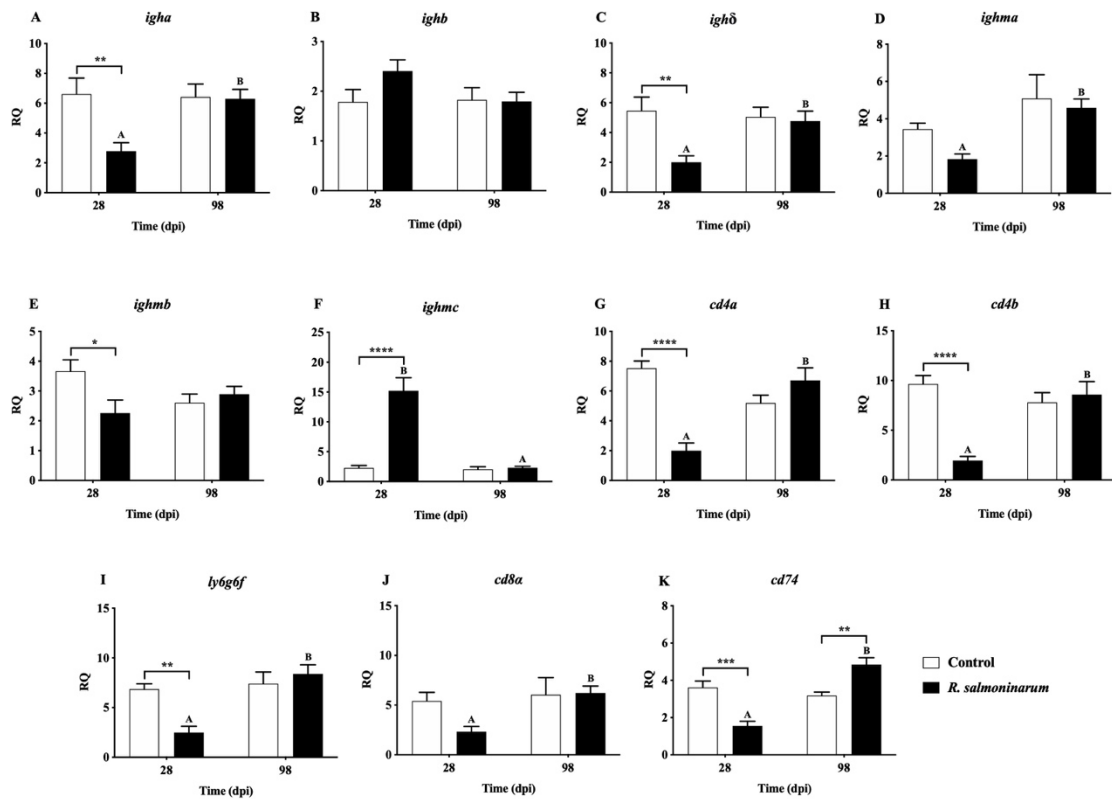 A igha
RQ
10
8
6
4
2
0
**
A
B
28 98
Time (dpi)
B ighb
RQ
3
2
1
0
28 98
Time (dpi)
C ighδ
RQ
10
8
6
4
2
0
**
A
B
28 98
Time (dpi)
D ighma
RQ
8
6
4
2
0
A
B
28 98
Time (dpi)
E ighmb
RQ
5
4
3
2
1
0
*
28 98
Time (dpi)
F ighmc
RQ
25
20
15
10
5
0
****
B
A
28 98
Time (dpi)
G cd4a
RQ
10
8
6
4
2
0
****
A
B
28 98
Time (dpi)
H cd4b
RQ
15
10
5
0
****
A
B
28 98
Time (dpi)
I ly6g6f
RQ
15
10
5
0
**
A
B
28 98
Time (dpi)
J cd8α
RQ
15
10
5
0
A
B
28 98
Time (dpi)
K cd74
RQ
8
6
4
2
0
***
A
**
B
28 98
Time (dpi)
Control
R. salmoninarum